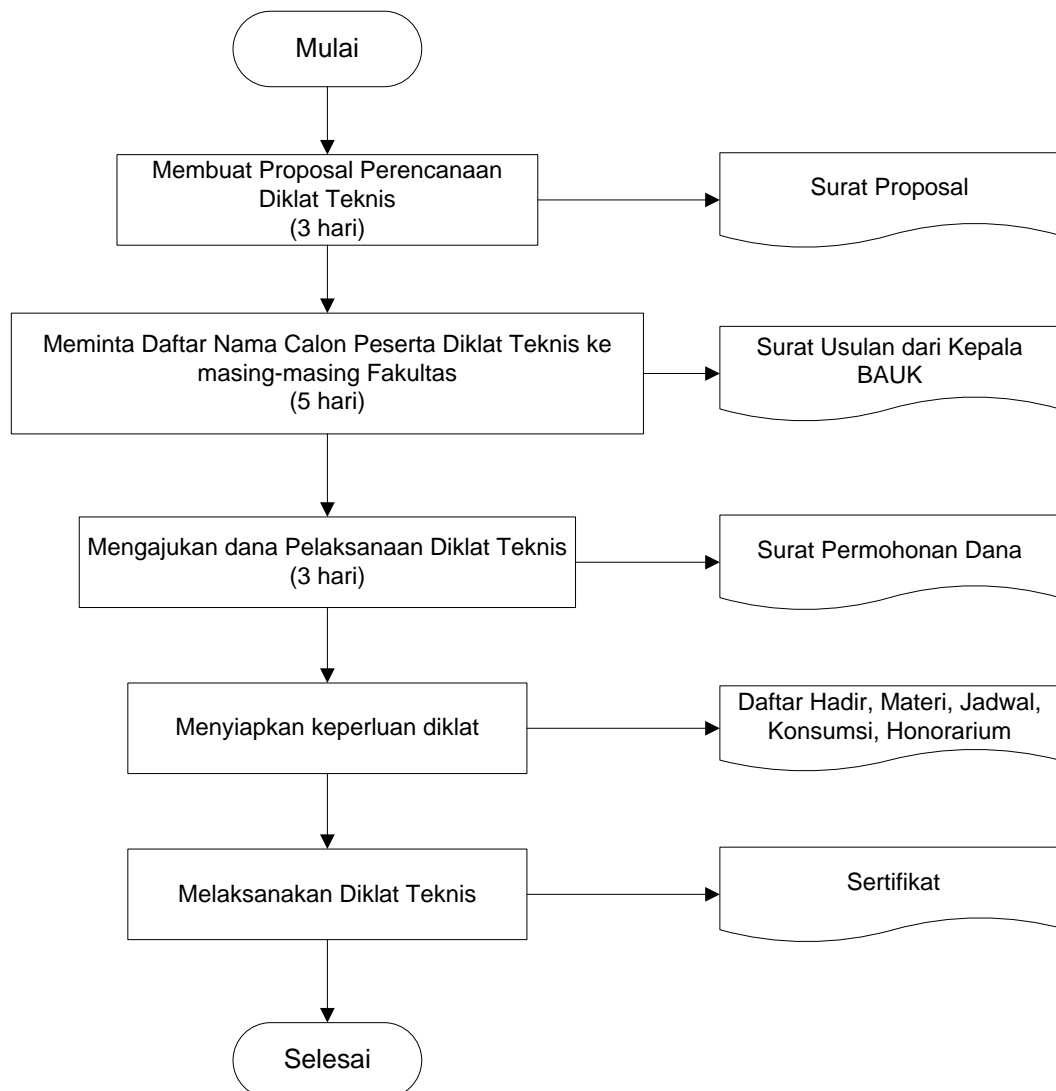 Mulai
Membuat Proposal Perencanaan
Diklat Teknis
(3 hari)
Surat Proposal
Meminta Daftar Nama Calon Peserta Diklat Teknis ke
masing-masing Fakultas
(5 hari)
Surat Usulan dari Kepala
BAUK
Mengajukan dana Pelaksanaan Diklat Teknis
(3 hari)
Surat Permohonan Dana
Menyiapkan keperluan diklat
Daftar Hadir, Materi, Jadwal,
Konsumsi, Honorarium
Melaksanakan Diklat Teknis
Sertifikat
Selesai